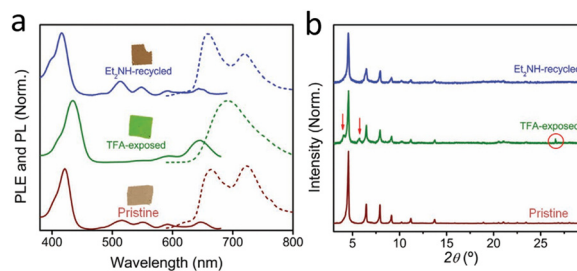 a
PLE and PL (Norm.)
Et₂NH-recycled
TFA-exposed
Pristine
400 500 600 700 800
Wavelength (nm)
b
Intensity (Norm.)
Et₂NH-recycled
TFA-exposed
Pristine
5 10 15 20 25
2θ (º)